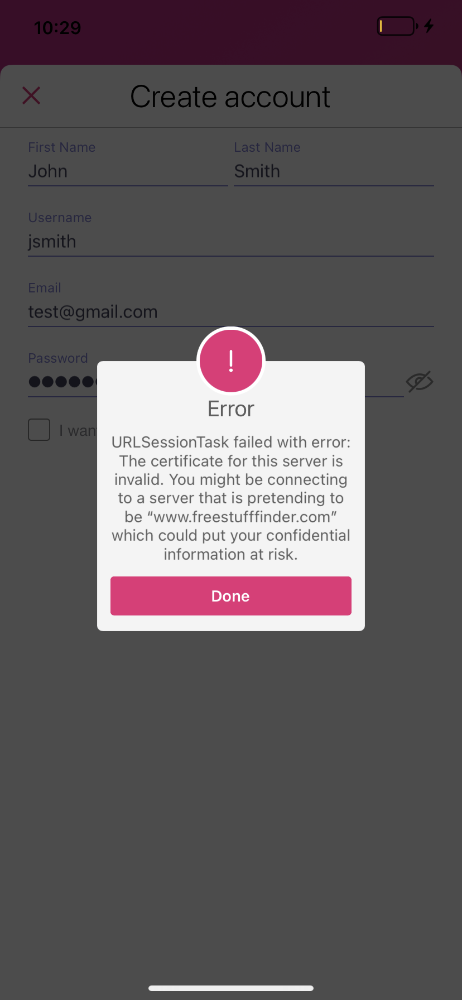 10:29
Create account
First Name
Last Name
John
Smith
Username
jsmith
Email
test@gmail.com
Password
I wan
Error
URLSessionTask failed with error:
The certificate for this server is
invalid. You might be connecting
to a server that is pretending to
be “www.freestufffinder.com”
which could put your confidential
information at risk.
Done